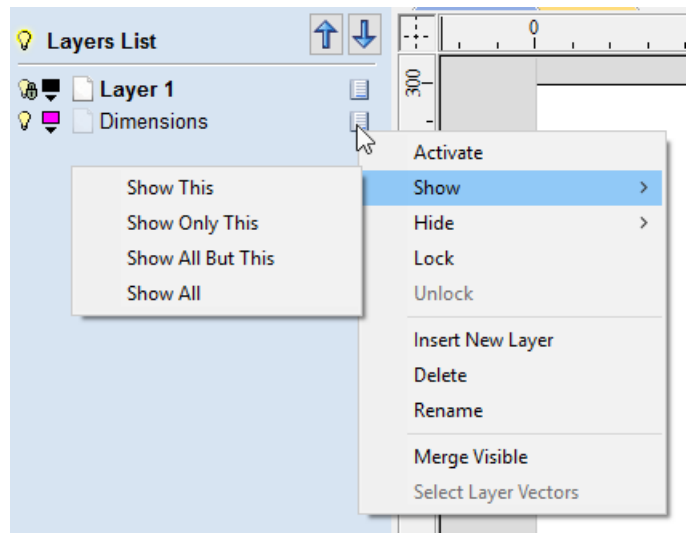 Layers List
Layer 1
Dimensions
0
300
Activate
Show
Hide
Lock
Unlock
Insert New Layer
Delete
Rename
Merge Visible
Select Layer Vectors
Show This
Show Only This
Show All But This
Show All